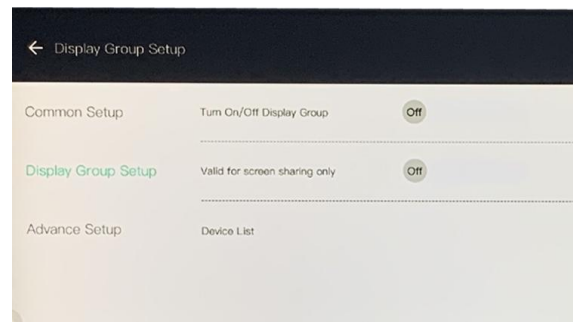 ← Display Group Setup
Common Setup
Turn On/Off Display Group
Off
Display Group Setup
Valid for screen sharing only
Off
Advance Setup
Device List